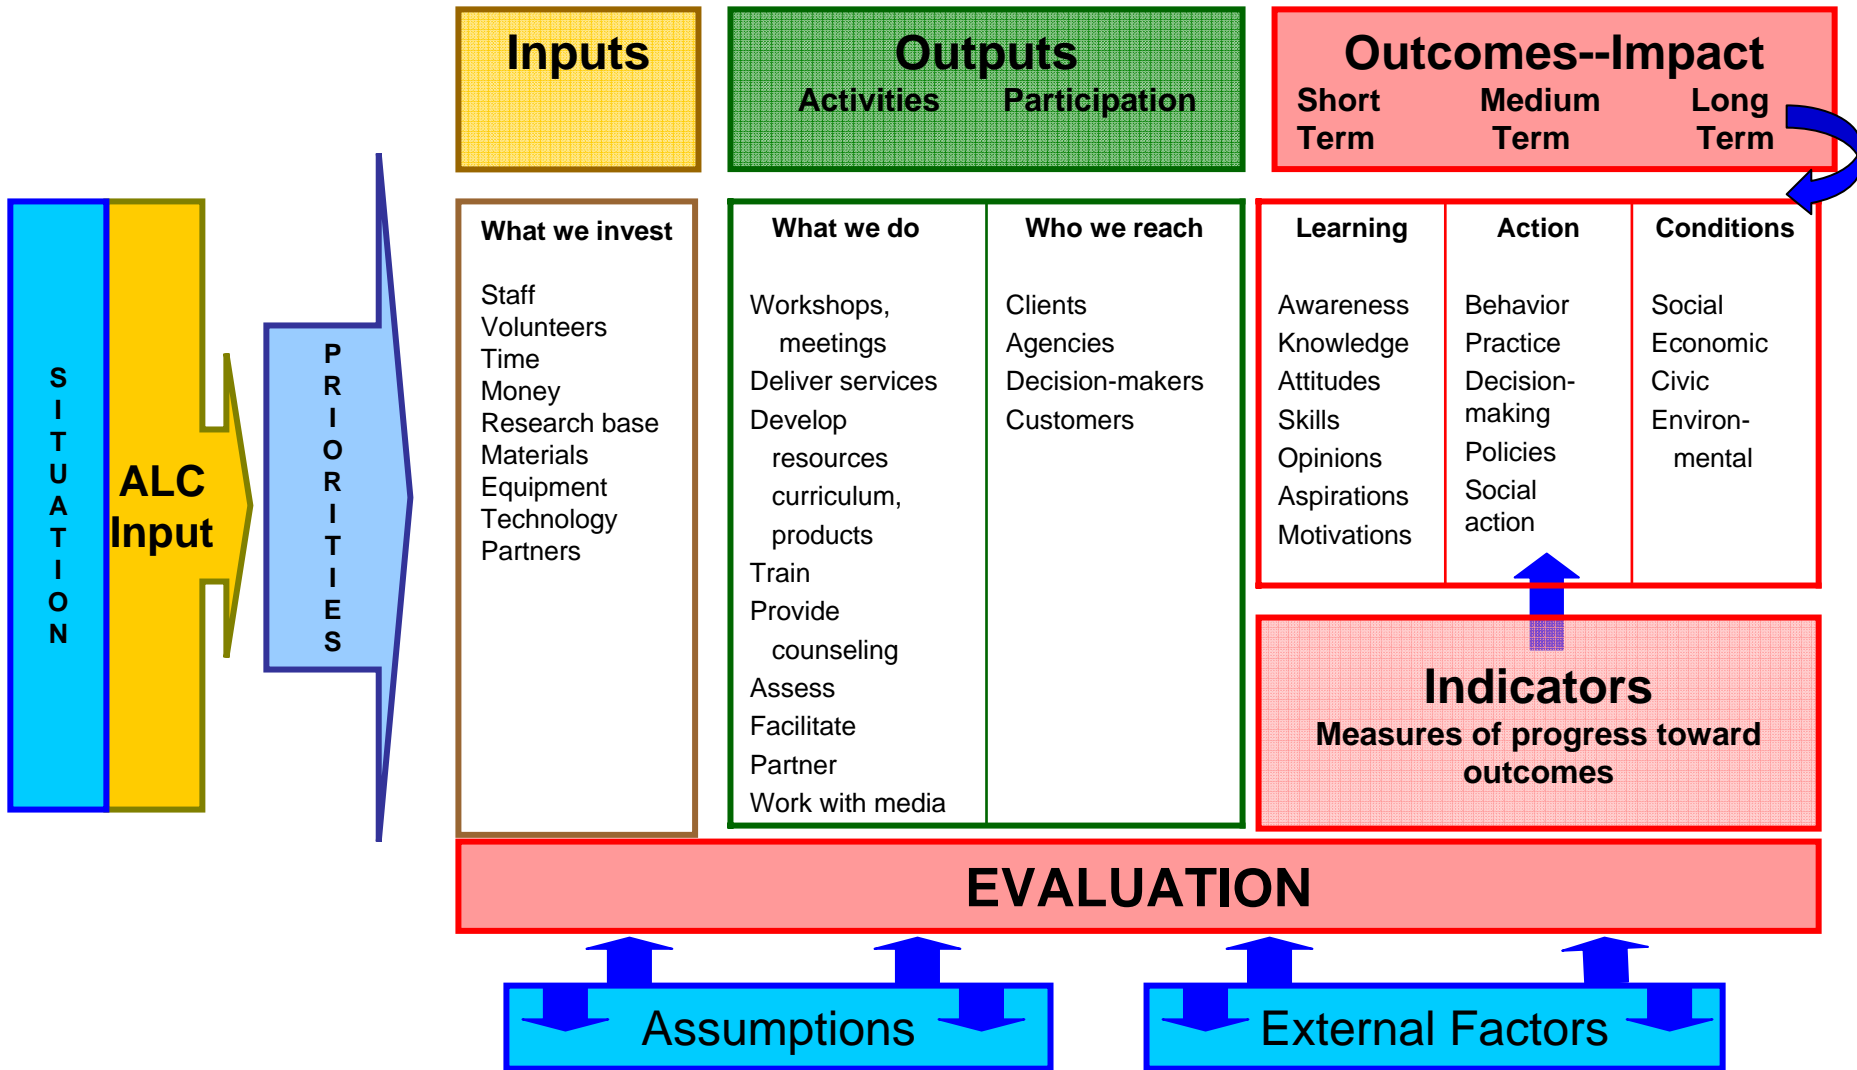 SITUATION
ALC
Input
PRIORITIES
Inputs
Outputs
Activities Participation
Outcomes--Impact
Short Medium Long
Term Term Term
What we invest
Staff
Volunteers
Time
Money
Research base
Materials
Equipment
Technology
Partners
What we do
Workshops,
meetings
Deliver services
Develop
resources
curriculum,
products
Train
Provide
counseling
Assess
Facilitate
Partner
Work with media
Who we reach
Clients
Agencies
Decision-makers
Customers
Learning
Awareness
Knowledge
Attitudes
Skills
Opinions
Aspirations
Motivations
Action
Behavior
Practice
Decision-
making
Policies
Social
action
Conditions
Social
Economic
Civic
Environ-
mental
Indicators
Measures of progress toward
outcomes
EVALUATION
Assumptions
External Factors